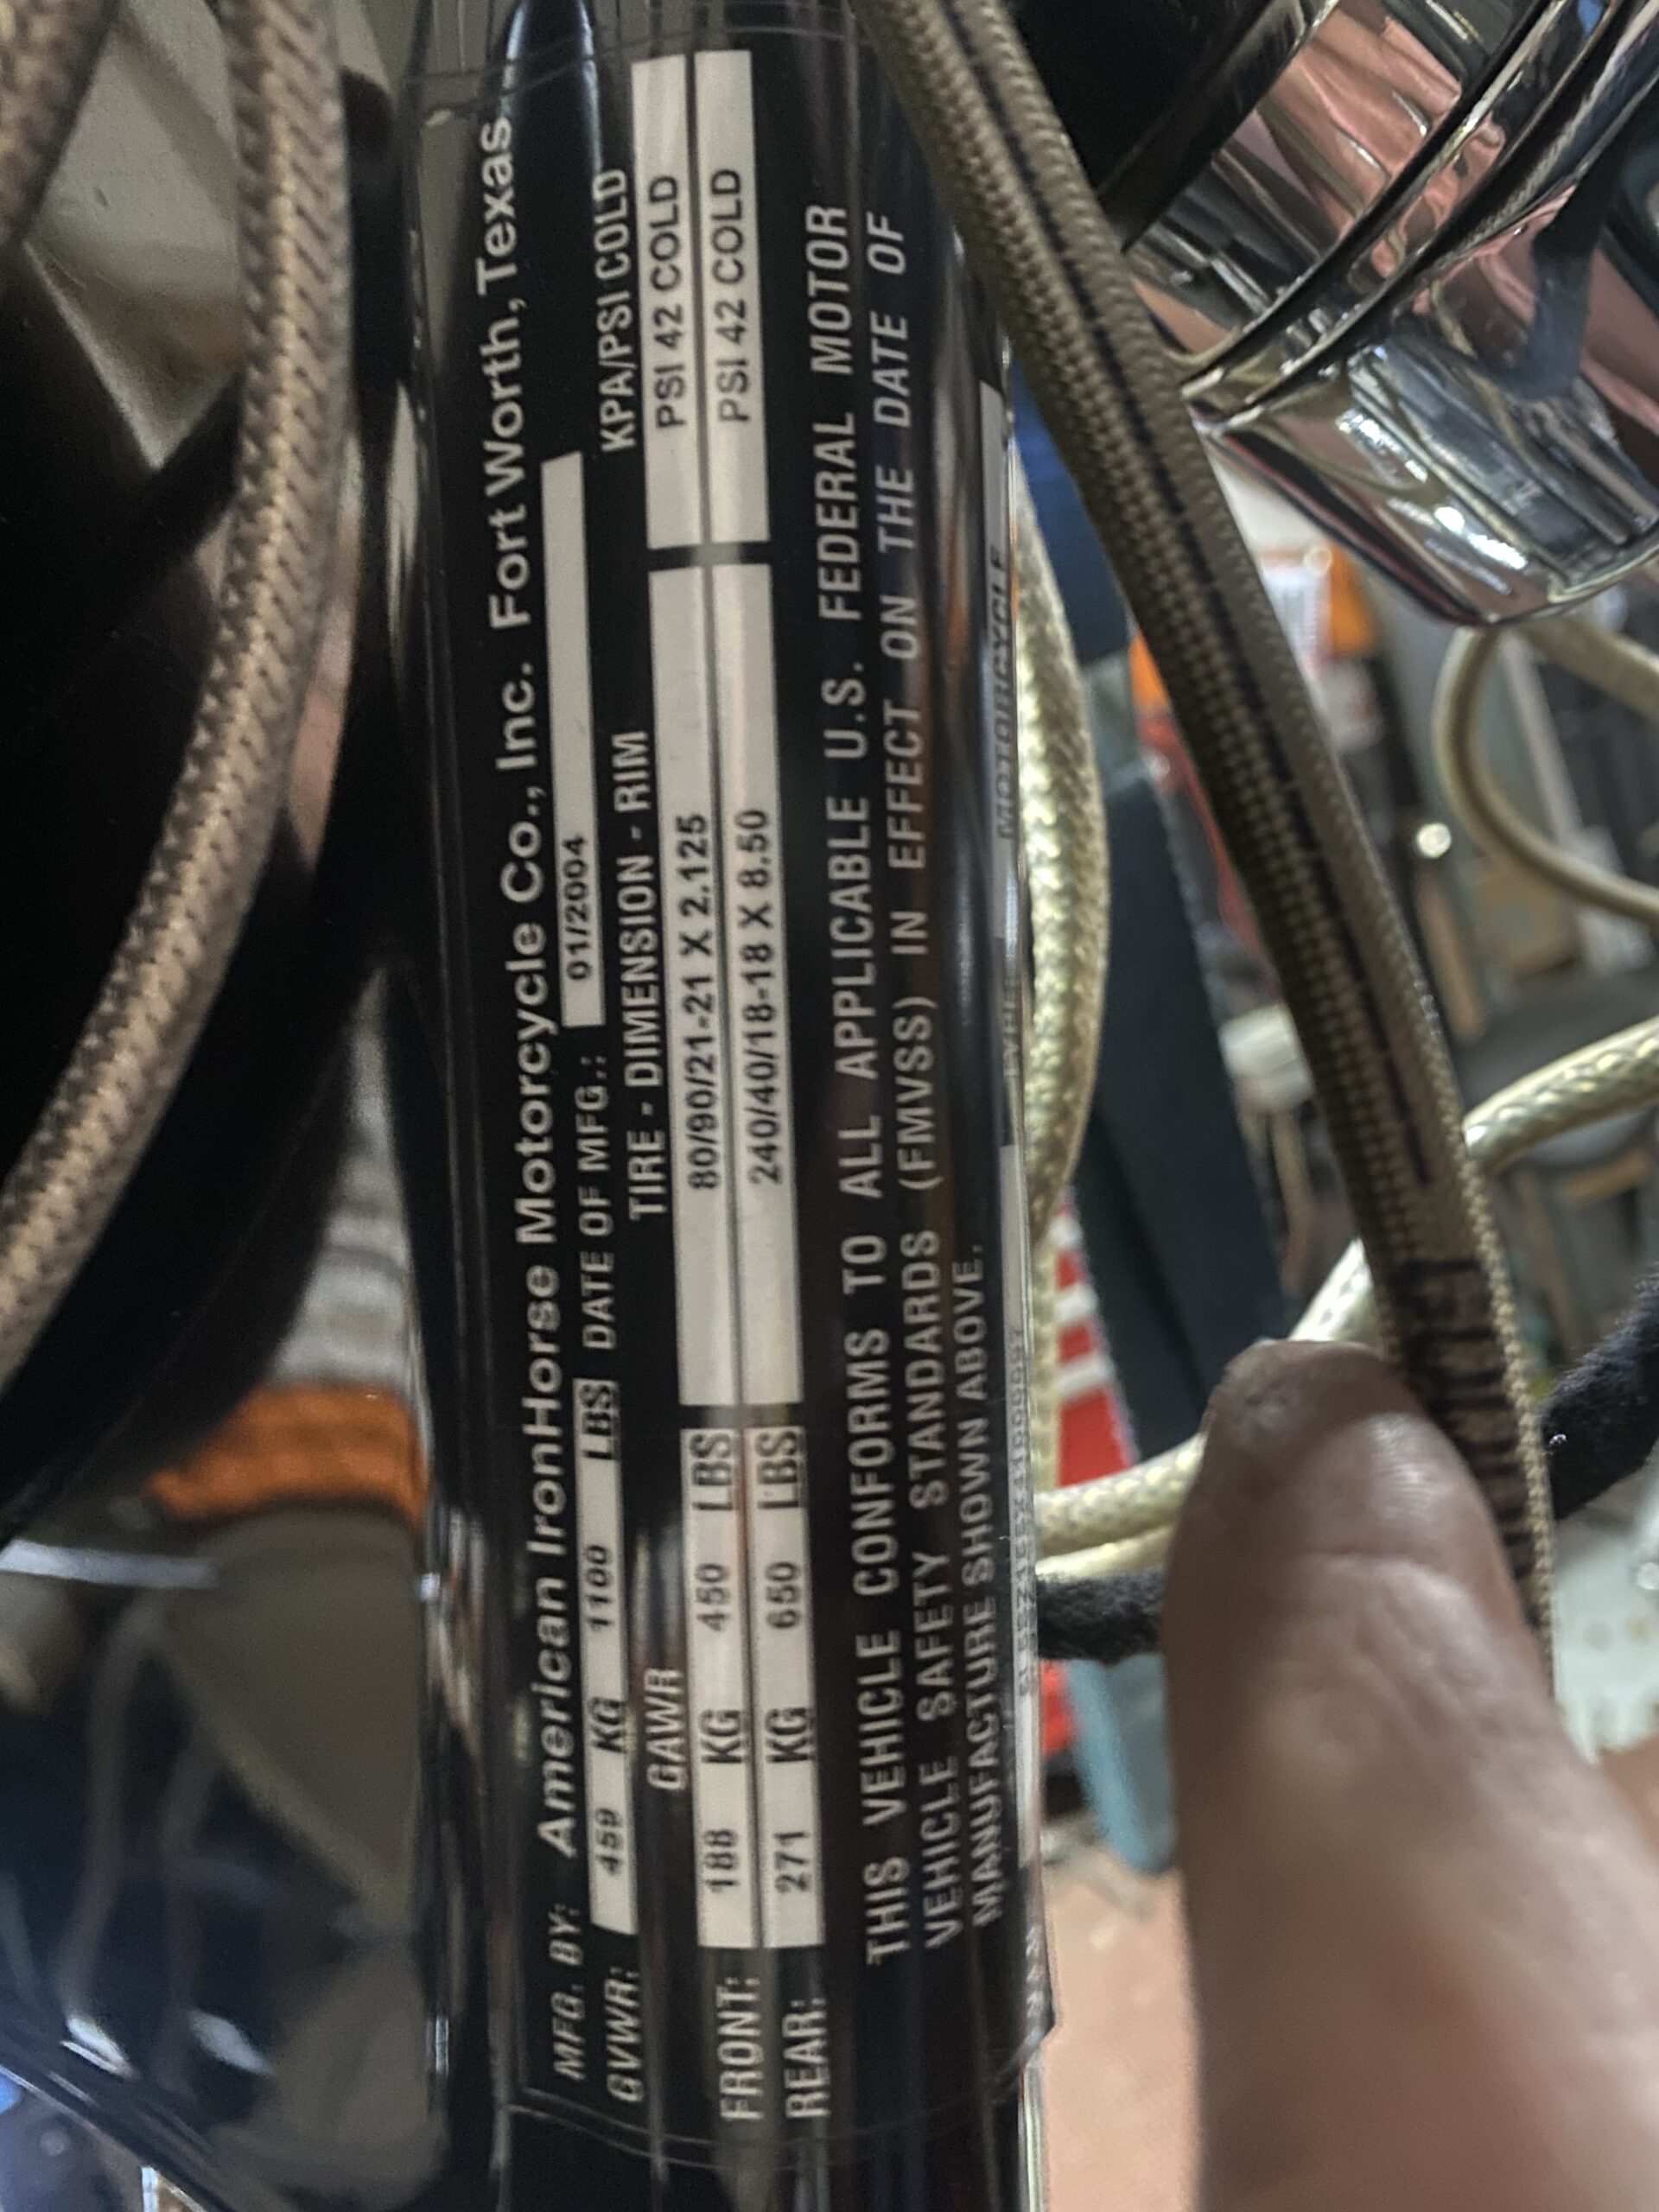 MFG. BY: American IronHorse Motorcycle Co., Inc. Fort Worth, Texas
GVWR: 459 KG 1100 LBS DATE OF MFG.: 01/2004
GAWR TIRE - DIMENSION - RIM KPA/PSI COLD
FRONT: 188 KG 450 LBS 80/90/21-21 X 2.125 PSI 42 COLD
REAR: 271 KG 650 LBS 240/40/18-18 X 8.50 PSI 42 COLD
THIS VEHICLE CONFORMS TO ALL APPLICABLE U.S. FEDERAL MOTOR
VEHICLE SAFETY STANDARDS (FMVSS) IN EFFECT ON THE DATE OF
MANUFACTURE SHOWN ABOVE.
MOTORCYCLE